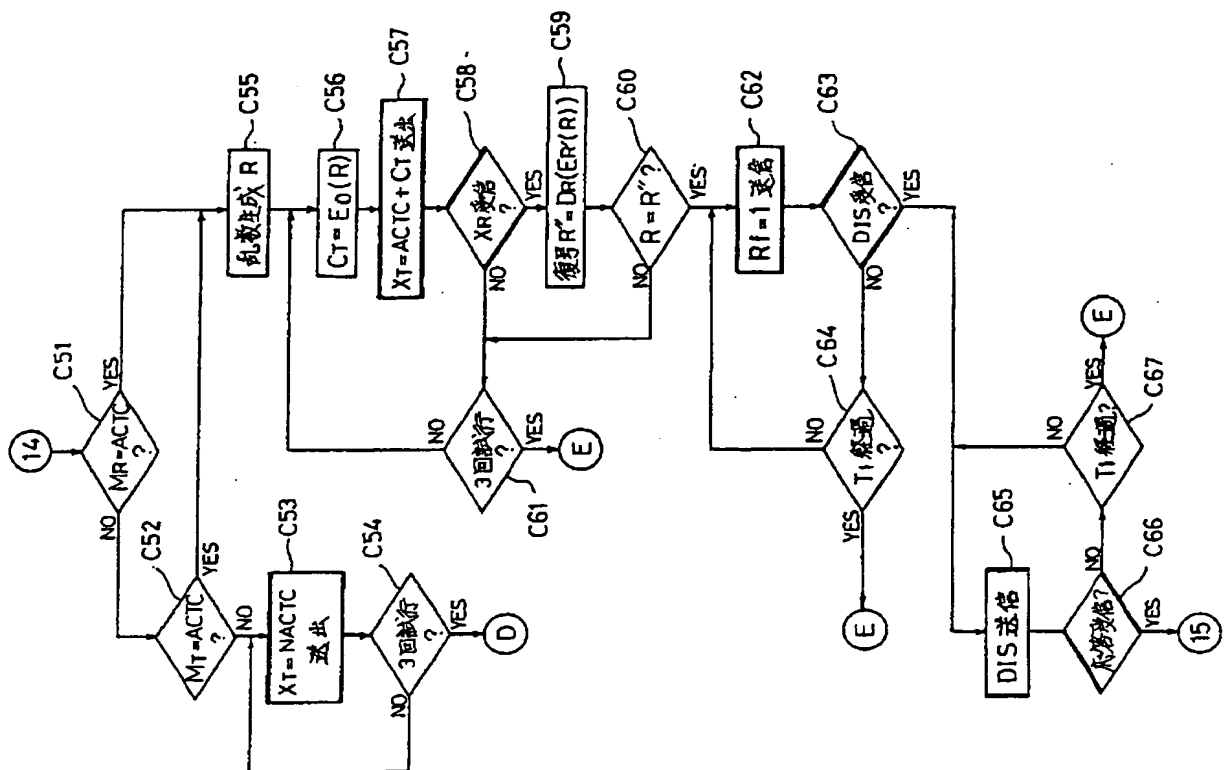 14
C51
MR=ACTC
?
YES
NO
C52
MT=ACTC
?
YES
NO
C53
XT=NACTC
送出
C54
3回試行
?
NO
YES
D
C55
乱数生成 R
C56
CT=E0(R)
C57
XT=ACTC+CT 送出
C58
XR受信
?
NO
YES
C59
復号R"=DR(ER'(R))
C60
R=R"?
NO
YES
C61
3回試行
?
NO
YES
E
C62
Rf=1 送信
C63
DIS受信
?
NO
YES
C64
T1経過
?
NO
YES
E
C65
DIS送信
C66
応答受信?
NO
YES
15
C67
T1経過?
NO
YES
E